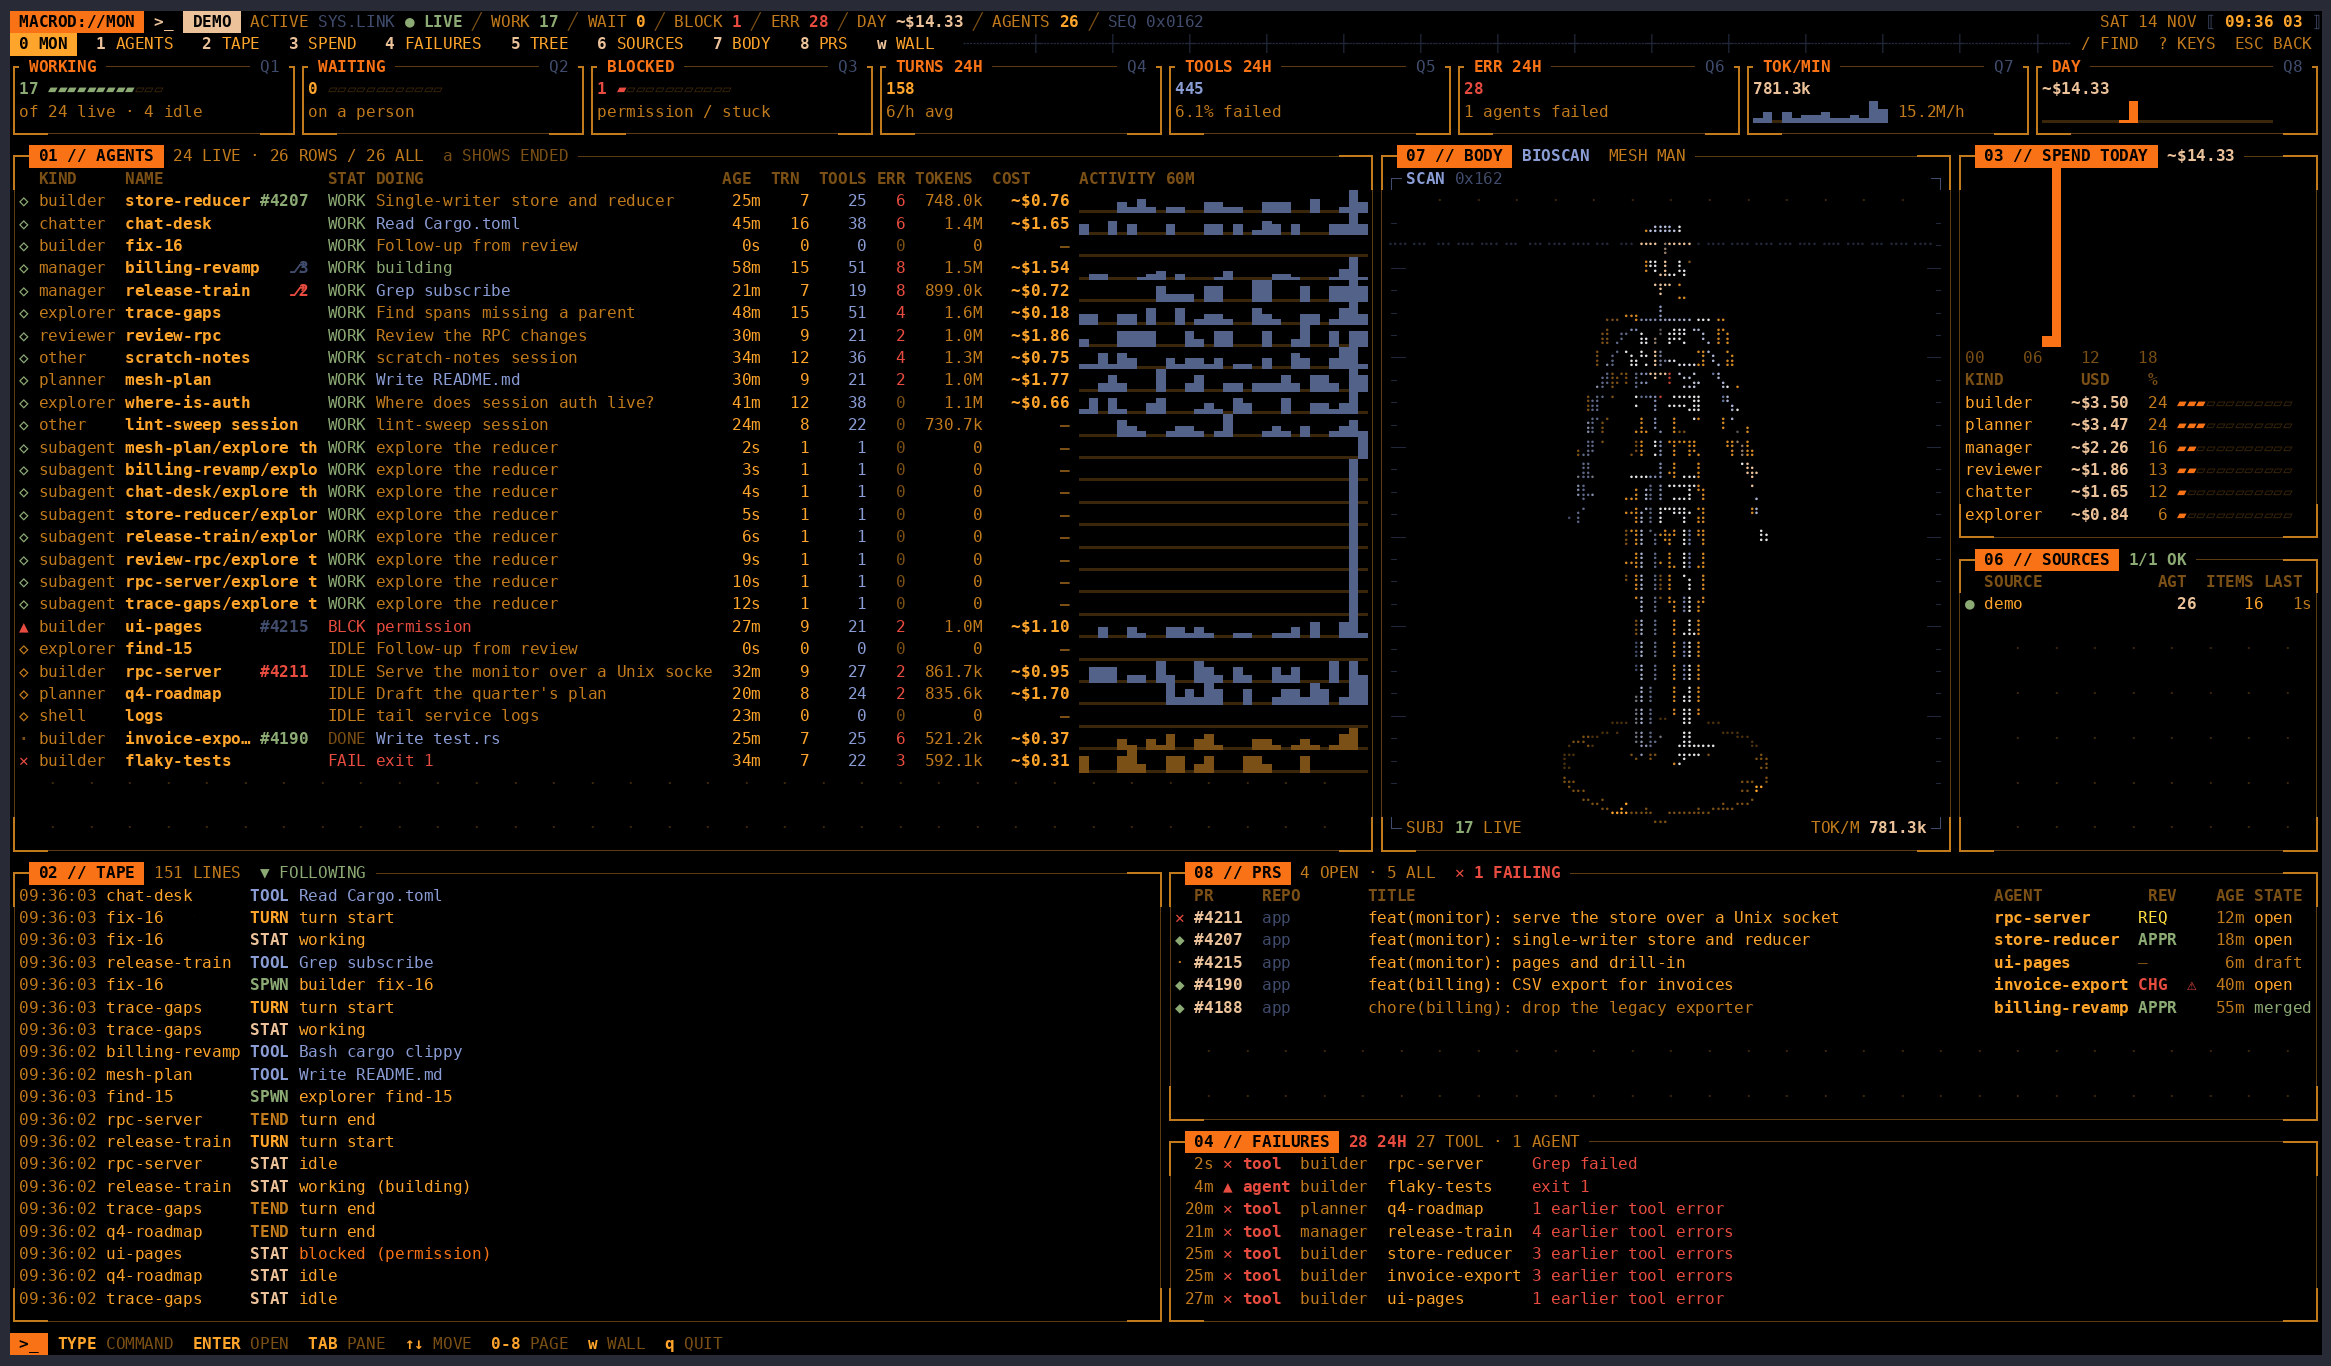 MACROD://MON >_ DEMO ACTIVE SYS.LINK ● LIVE / WORK 17 / WAIT 0 / BLOCK 1 / ERR 28 / DAY ~$14.33 / AGENTS 26 / SEQ 0x0162 SAT 14 NOV 09:36 03
0 MON 1 AGENTS 2 TAPE 3 SPEND 4 FAILURES 5 TREE 6 SOURCES 7 BODY 8 PRS w WALL / FIND ? KEYS ESC BACK
WORKING Q1
17
of 24 live · 4 idle
WAITING Q2
0
on a person
BLOCKED Q3
1
permission / stuck
TURNS 24H Q4
158
6/h avg
TOOLS 24H Q5
445
6.1% failed
ERR 24H Q6
28
1 agents failed
TOK/MIN Q7
781.3k
15.2M/h
DAY Q8
~$14.33
01 // AGENTS 24 LIVE · 26 ROWS / 26 ALL a SHOWS ENDED
KIND NAME STAT DOING AGE TRN TOOLS ERR TOKENS COST ACTIVITY 60M
◇ builder store-reducer #4207 WORK Single-writer store and reducer 25m 7 25 6 748.0k ~$0.76
◇ chatter chat-desk WORK Read Cargo.toml 45m 16 38 6 1.4M ~$1.65
◇ builder fix-16 WORK Follow-up from review 0s 0 0 0 0 —
◇ manager billing-revamp 3 WORK building 58m 15 51 8 1.5M ~$1.54
◇ manager release-train 2 WORK Grep subscribe 21m 7 19 8 899.0k ~$0.72
◇ explorer trace-gaps WORK Find spans missing a parent 48m 15 51 4 1.6M ~$0.18
◇ reviewer review-rpc WORK Review the RPC changes 30m 9 21 2 1.0M ~$1.86
◇ other scratch-notes WORK scratch-notes session 34m 12 36 4 1.3M ~$0.75
◇ planner mesh-plan WORK Write README.md 30m 9 21 2 1.0M ~$1.77
◇ explorer where-is-auth WORK Where does session auth live? 41m 12 38 0 1.1M ~$0.66
◇ other lint-sweep session WORK lint-sweep session 24m 8 22 0 730.7k —
◇ subagent mesh-plan/explore th WORK explore the reducer 2s 1 1 0 0 —
◇ subagent billing-revamp/explo WORK explore the reducer 3s 1 1 0 0 —
◇ subagent chat-desk/explore th WORK explore the reducer 4s 1 1 0 0 —
◇ subagent store-reducer/explor WORK explore the reducer 5s 1 1 0 0 —
◇ subagent release-train/explor WORK explore the reducer 6s 1 1 0 0 —
◇ subagent review-rpc/explore t WORK explore the reducer 9s 1 1 0 0 —
◇ subagent rpc-server/explore t WORK explore the reducer 10s 1 1 0 0 —
◇ subagent trace-gaps/explore t WORK explore the reducer 12s 1 1 0 0 —
▲ builder ui-pages #4215 BLCK permission 27m 9 21 2 1.0M ~$1.10
◇ explorer find-15 IDLE Follow-up from review 0s 0 0 0 0 —
◇ builder rpc-server #4211 IDLE Serve the monitor over a Unix socke 32m 9 27 2 861.7k ~$0.95
◇ planner q4-roadmap IDLE Draft the quarter's plan 20m 8 24 2 835.6k ~$1.70
◇ shell logs IDLE tail service logs 23m 0 0 0 0 —
· builder invoice-expo… #4190 DONE Write test.rs 25m 7 25 6 521.2k ~$0.37
✕ builder flaky-tests FAIL exit 1 34m 7 22 3 592.1k ~$0.31
07 // BODY BIOSCAN MESH MAN
SCAN 0x162
SUBJ 17 LIVE TOK/M 781.3k
03 // SPEND TODAY ~$14.33
00 06 12 18
KIND USD %
builder ~$3.50 24
planner ~$3.47 24
manager ~$2.26 16
reviewer ~$1.86 13
chatter ~$1.65 12
explorer ~$0.84 6
06 // SOURCES 1/1 OK
SOURCE AGT ITEMS LAST
● demo 26 16 1s
02 // TAPE 151 LINES ▼ FOLLOWING
09:36:03 chat-desk TOOL Read Cargo.toml
09:36:03 fix-16 TURN turn start
09:36:03 fix-16 STAT working
09:36:03 release-train TOOL Grep subscribe
09:36:03 fix-16 SPWN builder fix-16
09:36:03 trace-gaps TURN turn start
09:36:03 trace-gaps STAT working
09:36:02 billing-revamp TOOL Bash cargo clippy
09:36:02 mesh-plan TOOL Write README.md
09:36:02 find-15 SPWN explorer find-15
09:36:02 rpc-server TEND turn end
09:36:02 release-train TURN turn start
09:36:02 rpc-server STAT idle
09:36:02 release-train STAT working (building)
09:36:02 trace-gaps TEND turn end
09:36:02 q4-roadmap TEND turn end
09:36:02 ui-pages STAT blocked (permission)
09:36:02 q4-roadmap STAT idle
09:36:02 trace-gaps STAT idle
08 // PRS 4 OPEN · 5 ALL ✕ 1 FAILING
PR REPO TITLE AGENT REV AGE STATE
✕ #4211 app feat(monitor): serve the store over a Unix socket rpc-server REQ 12m open
◆ #4207 app feat(monitor): single-writer store and reducer store-reducer APPR 18m open
· #4215 app feat(monitor): pages and drill-in ui-pages — 6m draft
◆ #4190 app feat(billing): CSV export for invoices invoice-export CHG ⚠ 40m open
◆ #4188 app chore(billing): drop the legacy exporter billing-revamp APPR 55m merged
04 // FAILURES 28 24H 27 TOOL · 1 AGENT
2s ✕ tool builder rpc-server Grep failed
4m ▲ agent builder flaky-tests exit 1
20m ✕ tool planner q4-roadmap 1 earlier tool error
21m ✕ tool manager release-train 4 earlier tool errors
25m ✕ tool builder store-reducer 3 earlier tool errors
25m ✕ tool builder invoice-export 3 earlier tool errors
27m ✕ tool builder ui-pages 1 earlier tool error
>_ TYPE COMMAND ENTER OPEN TAB PANE ↑↓ MOVE 0-8 PAGE w WALL q QUIT